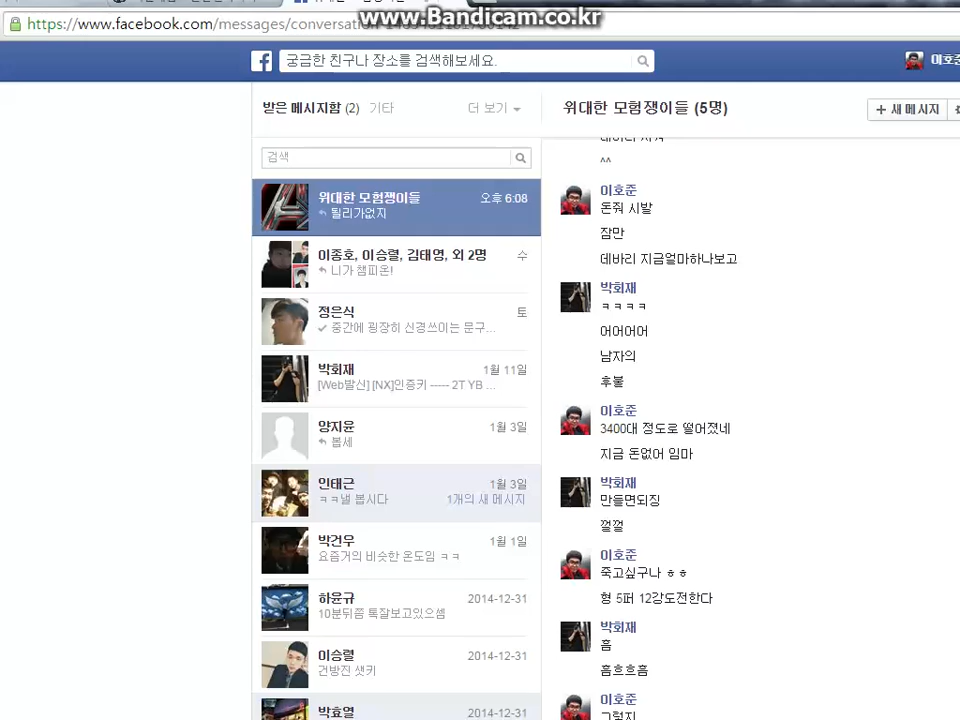 www.Bandicam.co.kr
https://www.facebook.com/messages/conversation
궁금한 친구나 장소를 검색해보세요.
받은 메시지함 (2) 기타 더 보기
위대한 모험쟁이들 (5명)
+ 새 메시지
검색
위대한 모험쟁이들 오후 6:08
될리가없지
이종호, 이승렬, 김태영, 외 2명 수
니가 챔피온!
정은식 토
중간에 굉장히 신경쓰이는 문구...
박회재 1월 11일
[Web발신] [NX]인증키 ----- 2T YB ...
양지윤 1월 3일
봅세
인태근 1월 3일
ㅋㅋ낼 봅시다 1개의 새 메시지
박건우 1월 1일
요즘거의 비슷한 온도임 ㅋㅋ
하윤규 2014-12-31
10분뒤쯤 톡잘보고있으셈
이승렬 2014-12-31
건방진 샛키
박효열 2014-12-31
^^
이호준
돈줘 시발
잠만
데바리 지금얼마하나보고
박회재
ㅋㅋㅋㅋ
어어어어
남자의
후불
이호준
3400대 정도로 떨어졌네
지금 돈없어 임마
박회재
만들면되징
낄낄
이호준
죽고싶구나 ㅎㅎ
형 5퍼 12강도전한다
박회재
흠
흠흐흐흠
이호준
그렇지